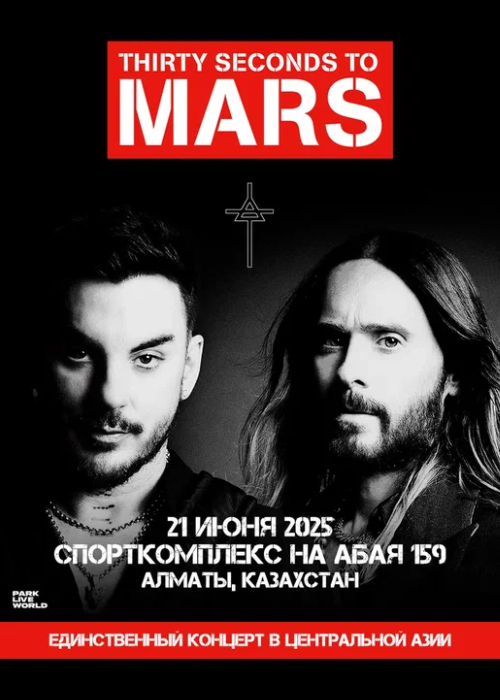 THIRTY SECONDS TO
MARS
21 ИЮНЯ 2025
СПОРТКОМПЛЕКС НА АБАЯ 159
АЛМАТЫ, КАЗАХСТАН
PARK
LIVE
WORLD
ЕДИНСТВЕННЫЙ КОНЦЕРТ В ЦЕНТРАЛЬНОЙ АЗИИ